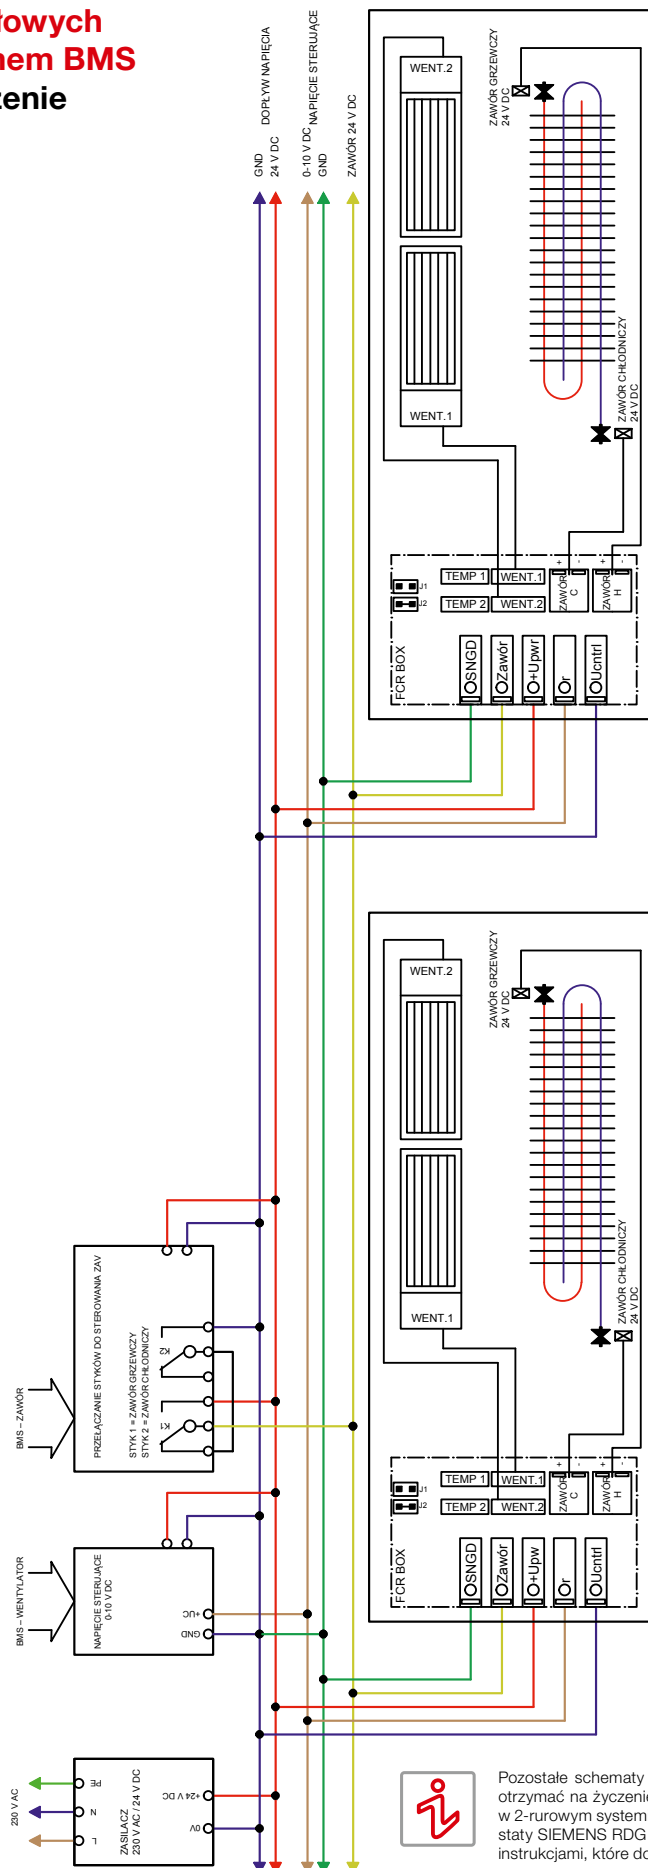 łowych
nem BMS
zenie
GND
DOPŁYW NAPIĘCIA
24 V DC
0-10 V DC
NAPIĘCIE STERUJĄCE
GND
ZAWÓR 24 V DC
WENT.2
WENT.1
ZAWÓR GRZEWCZY
24 V DC
ZAWÓR CHŁODNICZY
24 V DC
FCR BOX
J1
J2
TEMP 1
WENT.1
TEMP 2
WENT.2
ZAWÓR
C
+
-
ZAWÓR
H
+
-
SNGD
Zawór
+Upwr
r
Ucntrl
WENT.2
WENT.1
ZAWÓR GRZEWCZY
24 V DC
ZAWÓR CHŁODNICZY
24 V DC
FCR BOX
J1
J2
TEMP 1
WENT.1
TEMP 2
WENT.2
ZAWÓR
C
+
-
ZAWÓR
H
+
-
SNGD
Zawór
+Upw
r
Ucntrl
BMS – ZAWÓR
PRZEŁĄCZANIE STYKÓW DO STEROWANIA ZAV
STYK 1 = ZAWÓR GRZEWCZY
STYK 2 = ZAWÓR CHŁODNICZY
K2
K1
BMS – WENTYLATOR
NAPIĘCIE STERUJĄCE
0-10 V DC
+UC
GND
230 V AC
PE
N
L
ZASILACZ
230 V AC / 24 V DC
+24 V DC
0V
Pozostałe schematy
otrzymać na życzenie
w 2-rurowym system
staty SIEMENS RDG
instrukcjami, które do